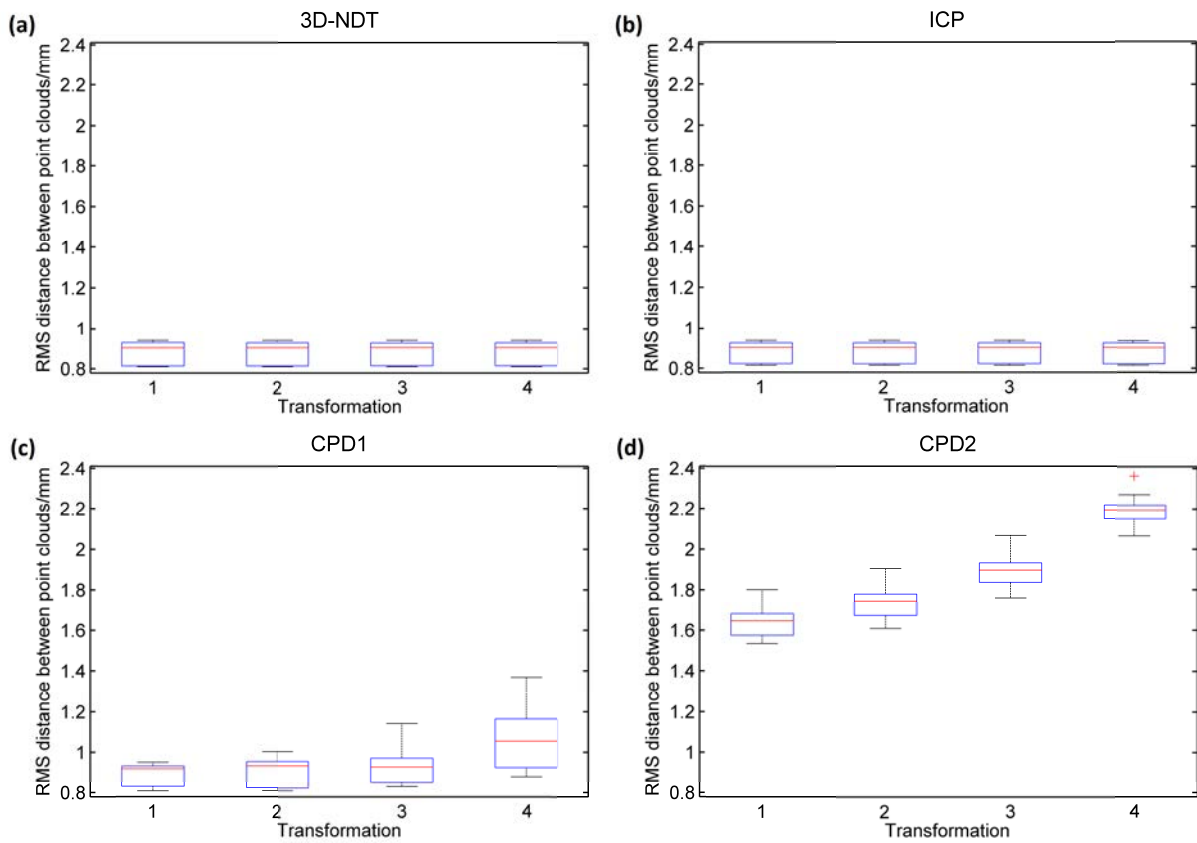 (a)
3D-NDT
RMS distance between point clouds/mm
2.4
2.2
2
1.8
1.6
1.4
1.2
1
0.8
1 2 3 4
Transformation
(b)
ICP
RMS distance between point clouds/mm
2.4
2.2
2
1.8
1.6
1.4
1.2
1
0.8
1 2 3 4
Transformation
(c)
CPD1
RMS distance between point clouds/mm
2.4
2.2
2
1.8
1.6
1.4
1.2
1
0.8
1 2 3 4
Transformation
(d)
CPD2
RMS distance between point clouds/mm
2.4
2.2
2
1.8
1.6
1.4
1.2
1
0.8
1 2 3 4
Transformation